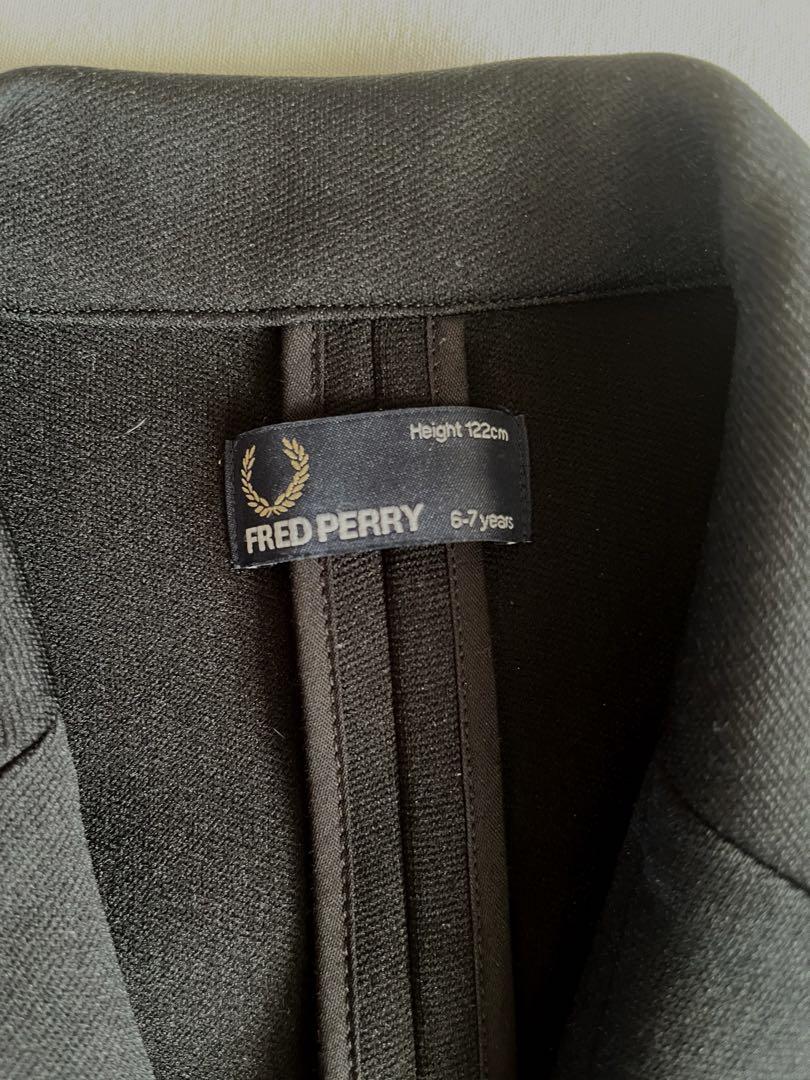 Height 122cm
FRED PERRY 6-7 years